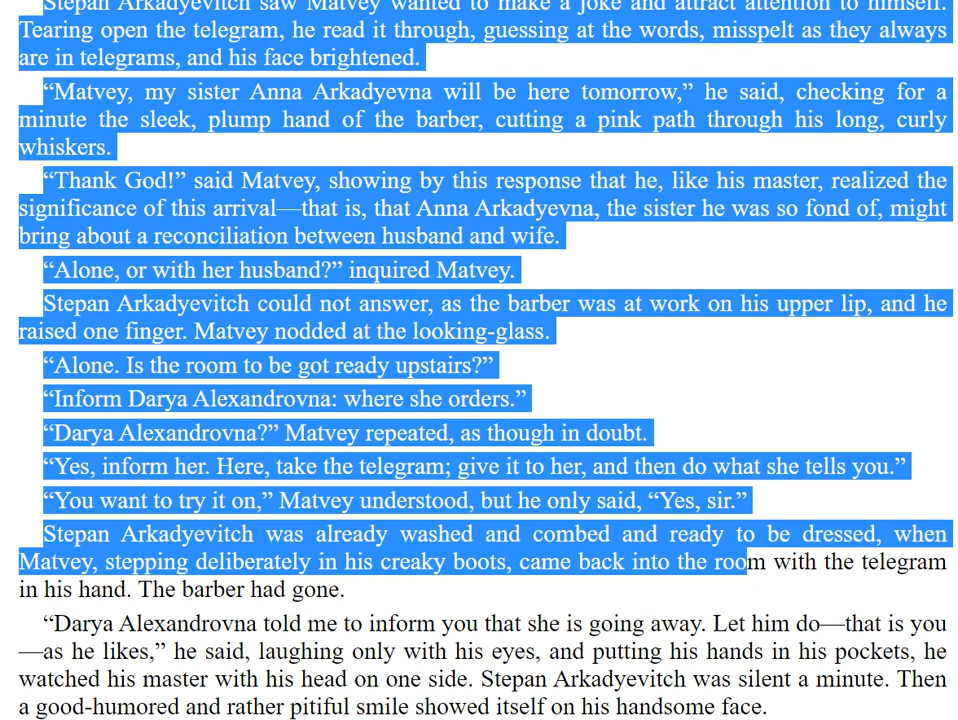 Stepan Arkadyevitch saw Matvey wanted to make a joke and attract attention to himself.
Tearing open the telegram, he read it through, guessing at the words, misspelt as they always
are in telegrams, and his face brightened.
“Matvey, my sister Anna Arkadyevna will be here tomorrow,” he said, checking for a
minute the sleek, plump hand of the barber, cutting a pink path through his long, curly
whiskers.
“Thank God!” said Matvey, showing by this response that he, like his master, realized the
significance of this arrival—that is, that Anna Arkadyevna, the sister he was so fond of, might
bring about a reconciliation between husband and wife.
“Alone, or with her husband?” inquired Matvey.
Stepan Arkadyevitch could not answer, as the barber was at work on his upper lip, and he
raised one finger. Matvey nodded at the looking-glass.
“Alone. Is the room to be got ready upstairs?”
“Inform Darya Alexandrovna: where she orders.”
“Darya Alexandrovna?” Matvey repeated, as though in doubt.
“Yes, inform her. Here, take the telegram; give it to her, and then do what she tells you.”
“You want to try it on,” Matvey understood, but he only said, “Yes, sir.”
Stepan Arkadyevitch was already washed and combed and ready to be dressed, when
Matvey, stepping deliberately in his creaky boots, came back into the room with the telegram
in his hand. The barber had gone.
“Darya Alexandrovna told me to inform you that she is going away. Let him do—that is you
—as he likes,” he said, laughing only with his eyes, and putting his hands in his pockets, he
watched his master with his head on one side. Stepan Arkadyevitch was silent a minute. Then
a good-humored and rather pitiful smile showed itself on his handsome face.